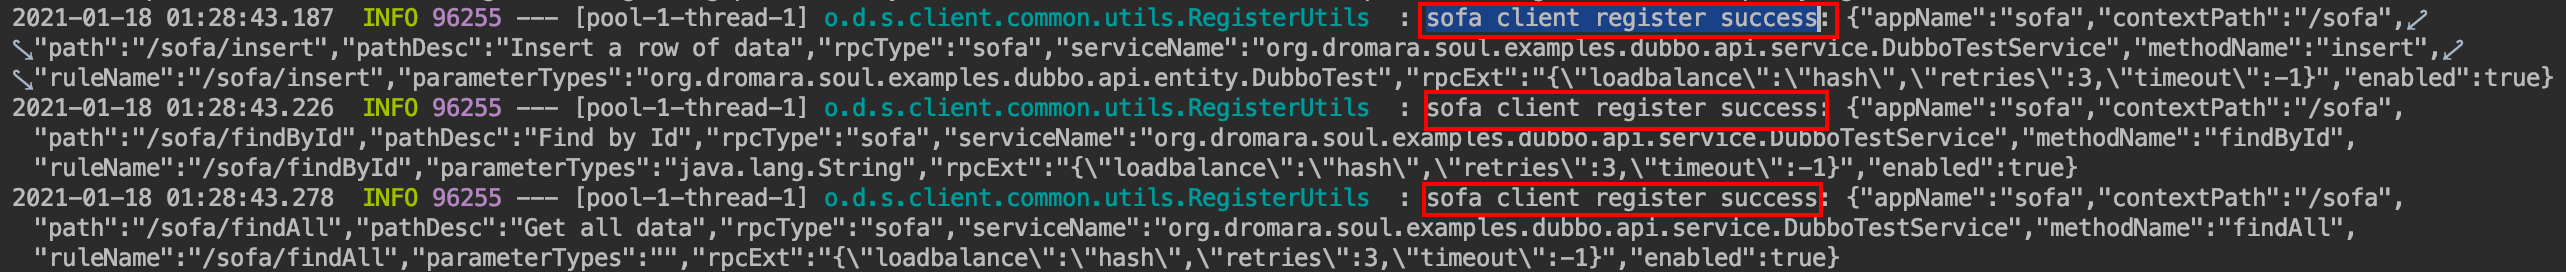 2021-01-18 01:28:43.187  INFO 96255 --- [pool-1-thread-1] o.d.s.client.common.utils.RegisterUtils  : sofa client register success: {"appName":"sofa","contextPath":"/sofa",
"path":"/sofa/insert","pathDesc":"Insert a row of data","rpcType":"sofa","serviceName":"org.dromara.soul.examples.dubbo.api.service.DubboTestService","methodName":"insert",
"ruleName":"/sofa/insert","parameterTypes":"org.dromara.soul.examples.dubbo.api.entity.DubboTest","rpcExt":"{\"loadbalance\":\"hash\",\"retries\":3,\"timeout\":-1}","enabled":true}
2021-01-18 01:28:43.226  INFO 96255 --- [pool-1-thread-1] o.d.s.client.common.utils.RegisterUtils  : sofa client register success: {"appName":"sofa","contextPath":"/sofa",
"path":"/sofa/findById","pathDesc":"Find by Id","rpcType":"sofa","serviceName":"org.dromara.soul.examples.dubbo.api.service.DubboTestService","methodName":"findById",
"ruleName":"/sofa/findById","parameterTypes":"java.lang.String","rpcExt":"{\"loadbalance\":\"hash\",\"retries\":3,\"timeout\":-1}","enabled":true}
2021-01-18 01:28:43.278  INFO 96255 --- [pool-1-thread-1] o.d.s.client.common.utils.RegisterUtils  : sofa client register success: {"appName":"sofa","contextPath":"/sofa",
"path":"/sofa/findAll","pathDesc":"Get all data","rpcType":"sofa","serviceName":"org.dromara.soul.examples.dubbo.api.service.DubboTestService","methodName":"findAll",
"ruleName":"/sofa/findAll","parameterTypes":"","rpcExt":"{\"loadbalance\":\"hash\",\"retries\":3,\"timeout\":-1}","enabled":true}